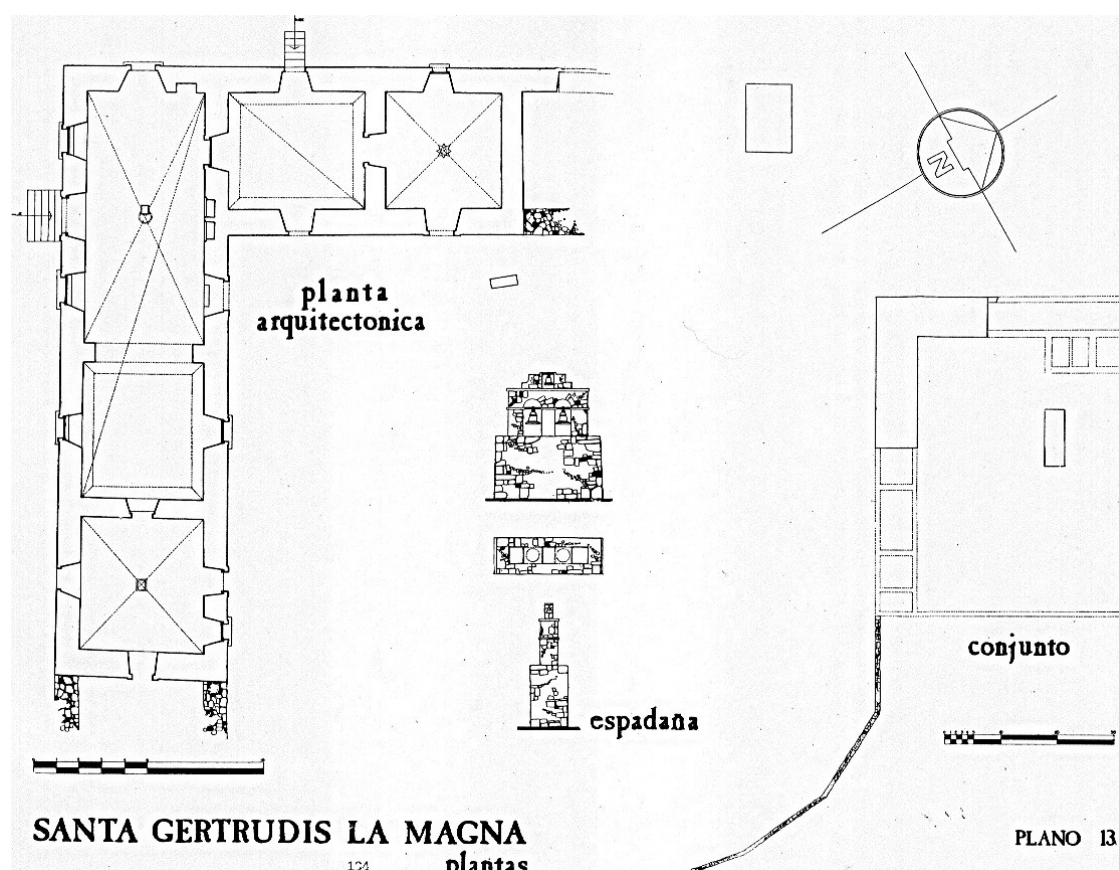 planta
arquitectonica
N
espadaña
conjunto
SANTA GERTRUDIS LA MAGNA
124
plantas
PLANO 13